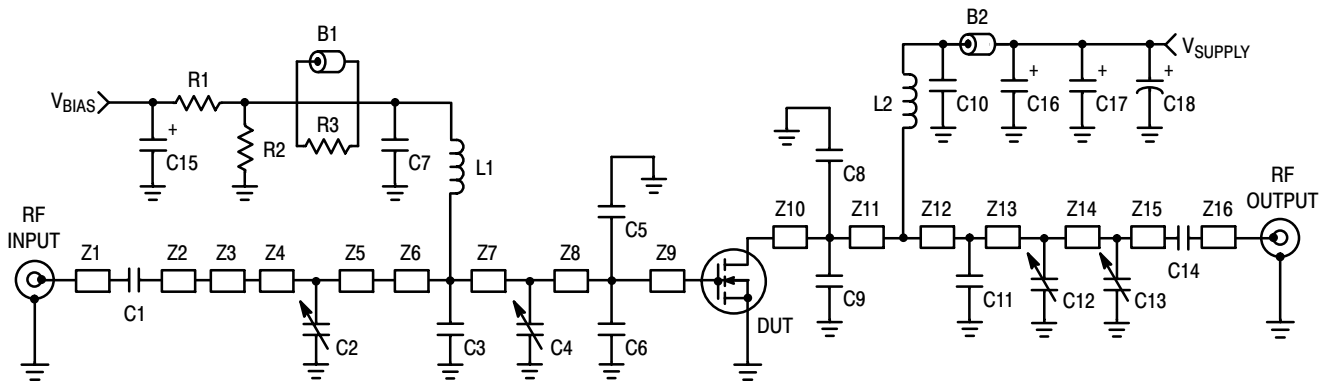 B2
VSUPPLY
B1
R1
VBIAS
L2
C10
C16
C17
C18
R3
R2
C15
C7
L1
C8
RF
INPUT
C5
RF
OUTPUT
Z10
Z11
Z12
Z13
Z14
Z15
Z16
Z1
Z2
Z3
Z4
Z5
Z6
Z7
Z8
Z9
C14
C1
C9
C11
C12
C13
C2
C3
C4
C6
DUT